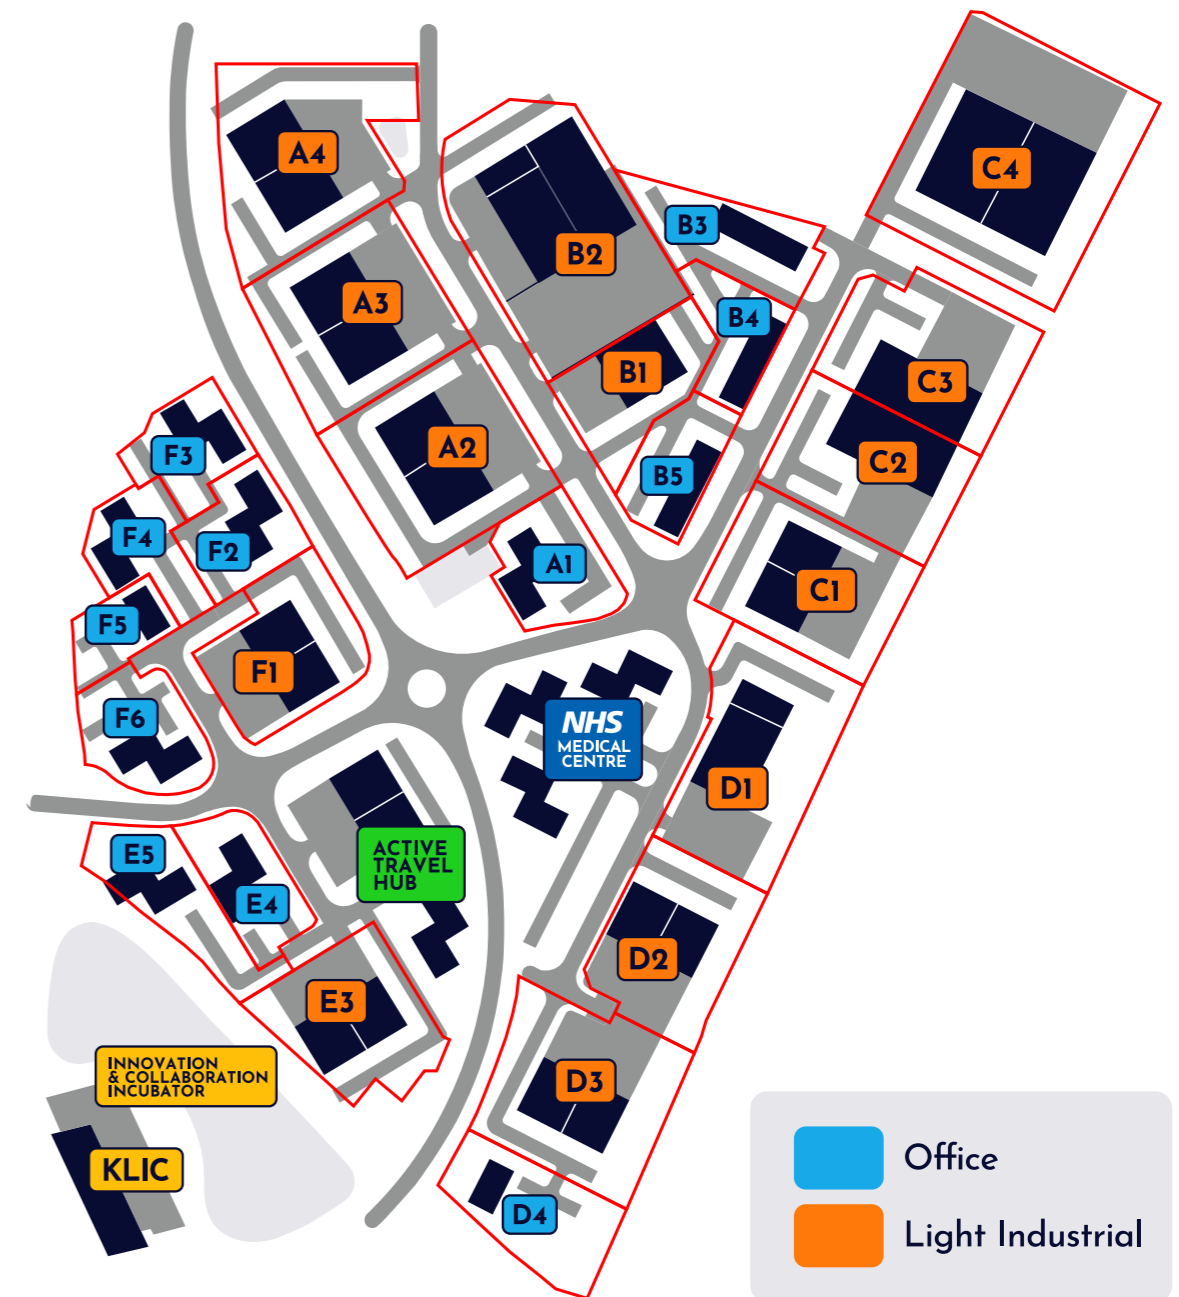 A4
C4
B3
B2
A3
B4
B1
C3
A2
C2
F3
B5
F4
F2
A1
C1
F5
F1
F6
NHS
MEDICAL
CENTRE
D1
ACTIVE
TRAVEL
HUB
E5
E4
D2
E3
INNOVATION
& COLLABORATION
INCUBATOR
D3
KLIC
D4
Office
Light Industrial